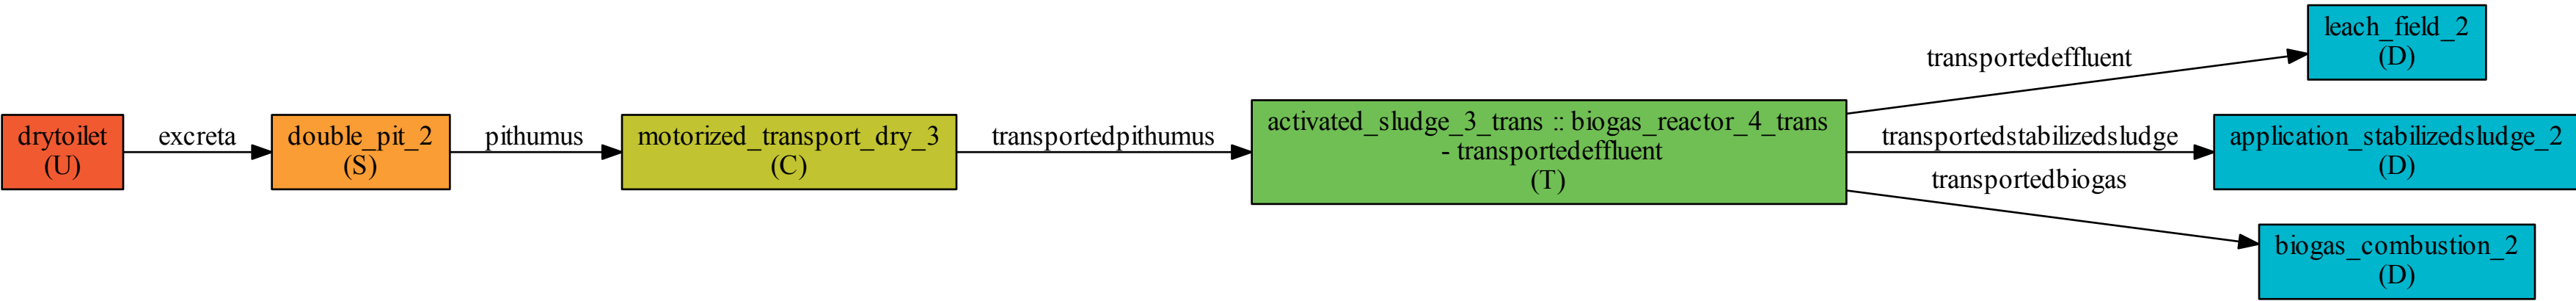 drytoilet
(U)
excreta
double_pit_2
(S)
pithumus
motorized_transport_dry_3
(C)
transportedpithumus
activated_sludge_3_trans :: biogas_reactor_4_trans
- transportedeffluent
(T)
transportedeffluent
leach_field_2
(D)
transportedstabilizedsludge
application_stabilizedsludge_2
(D)
transportedbiogas
biogas_combustion_2
(D)